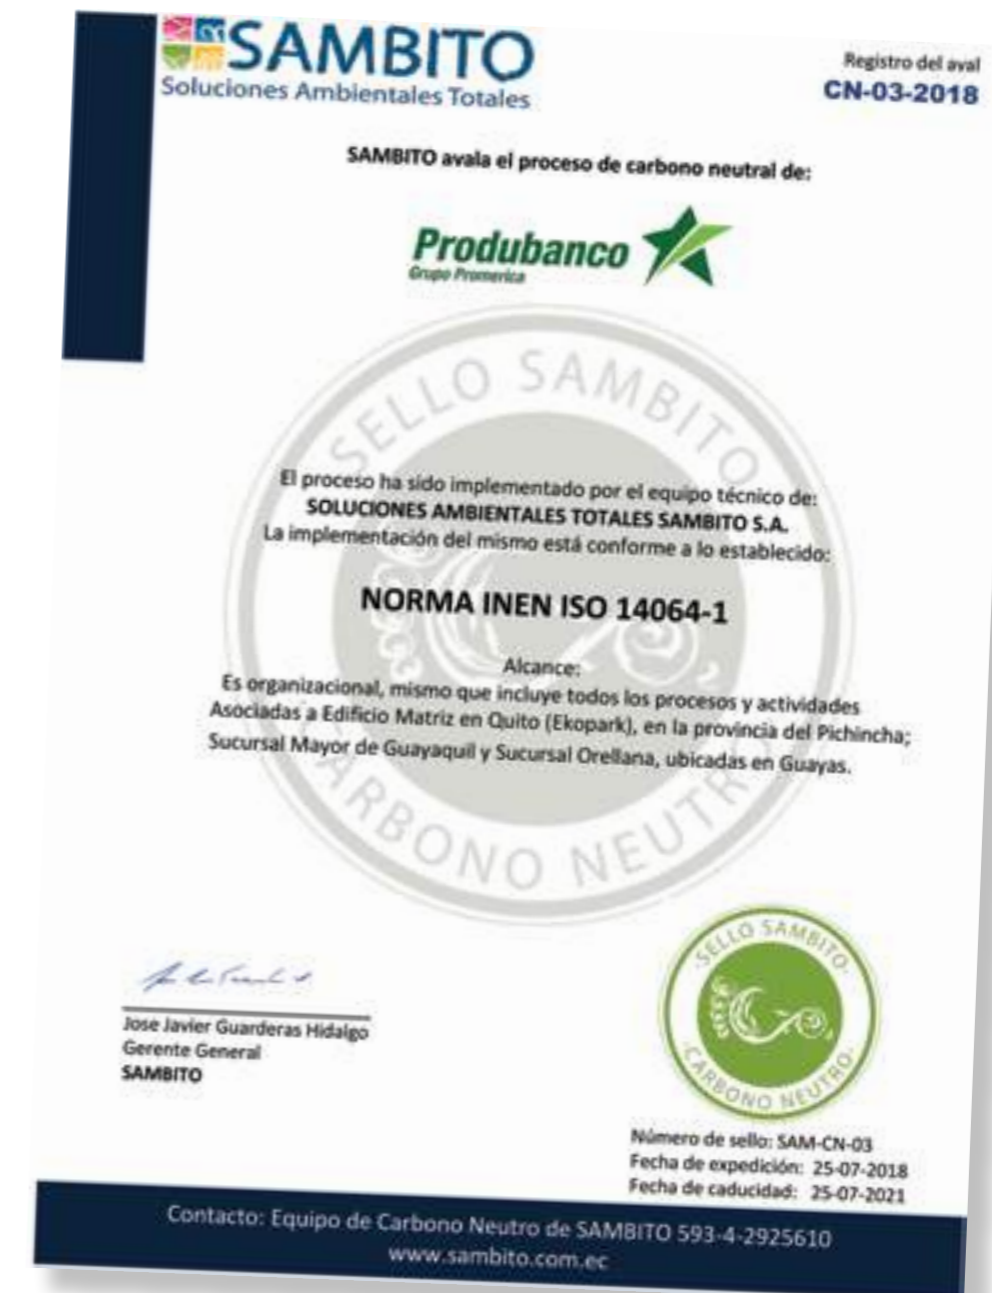 SAMBITO
Soluciones Ambientales Totales
Registro del aval
CN-03-2018
SAMBITO avala el proceso de carbono neutral de:
Produbanco
Grupo Promerica
El proceso ha sido implementado por el equipo técnico de:
SOLUCIONES AMBIENTALES TOTALES SAMBITO S.A.
La implementación del mismo está conforme a lo establecido:
NORMA INEN ISO 14064-1
Alcance:
Es organizacional, mismo que incluye todos los procesos y actividades
Asociadas a Edificio Matriz en Quito (Ekopark), en la provincia del Pichincha;
Sucursal Mayor de Guayaquil y Sucursal Orellana, ubicadas en Guayas.
SELLO SAMBITO
CARBONO NEUTRO
Jose Javier Guarderas Hidalgo
Gerente General
SAMBITO
·SELLO SAMBITO·
·CARBONO NEUTRO·
Número de sello: SAM-CN-03
Fecha de expedición: 25-07-2018
Fecha de caducidad: 25-07-2021
Contacto: Equipo de Carbono Neutro de SAMBITO 593-4-2925610
www.sambito.com.ec